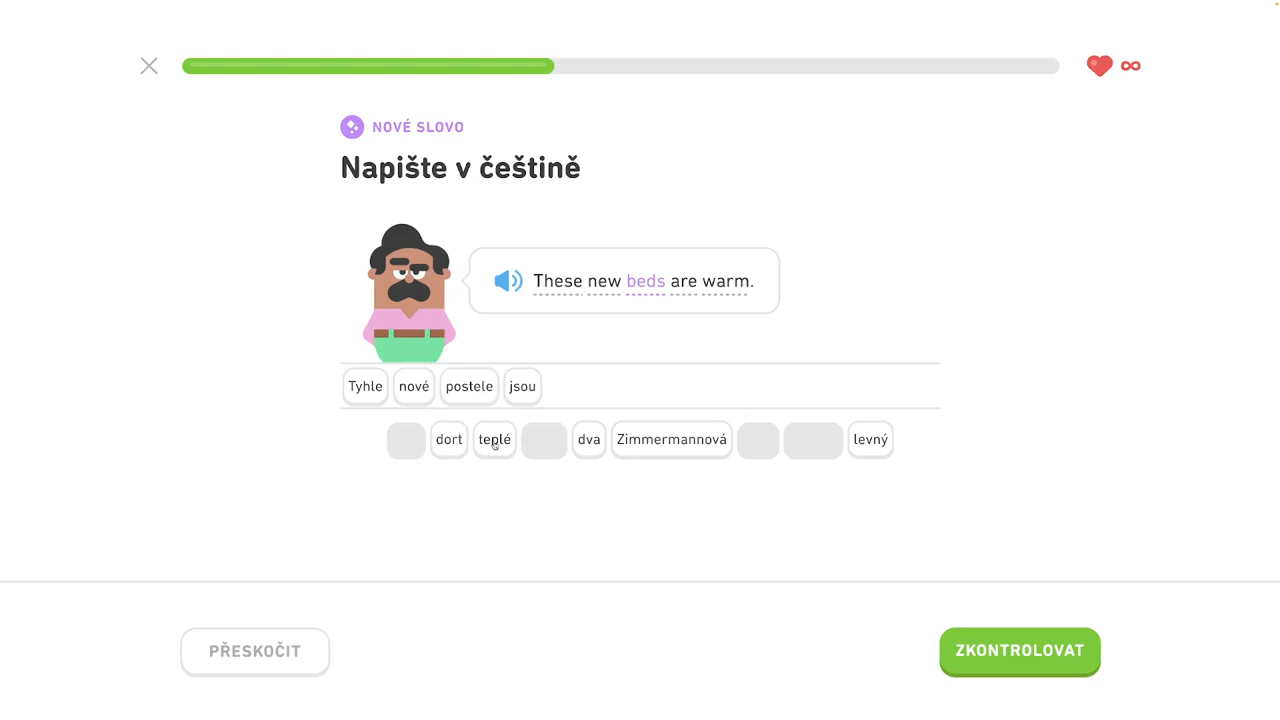 NOVÉ SLOVO
Napište v češtině
These new beds are warm.
Tyhle nové postele jsou
dort teplé dva Zimmermannová levný
PŘESKOČIT ZKONTROLOVAT